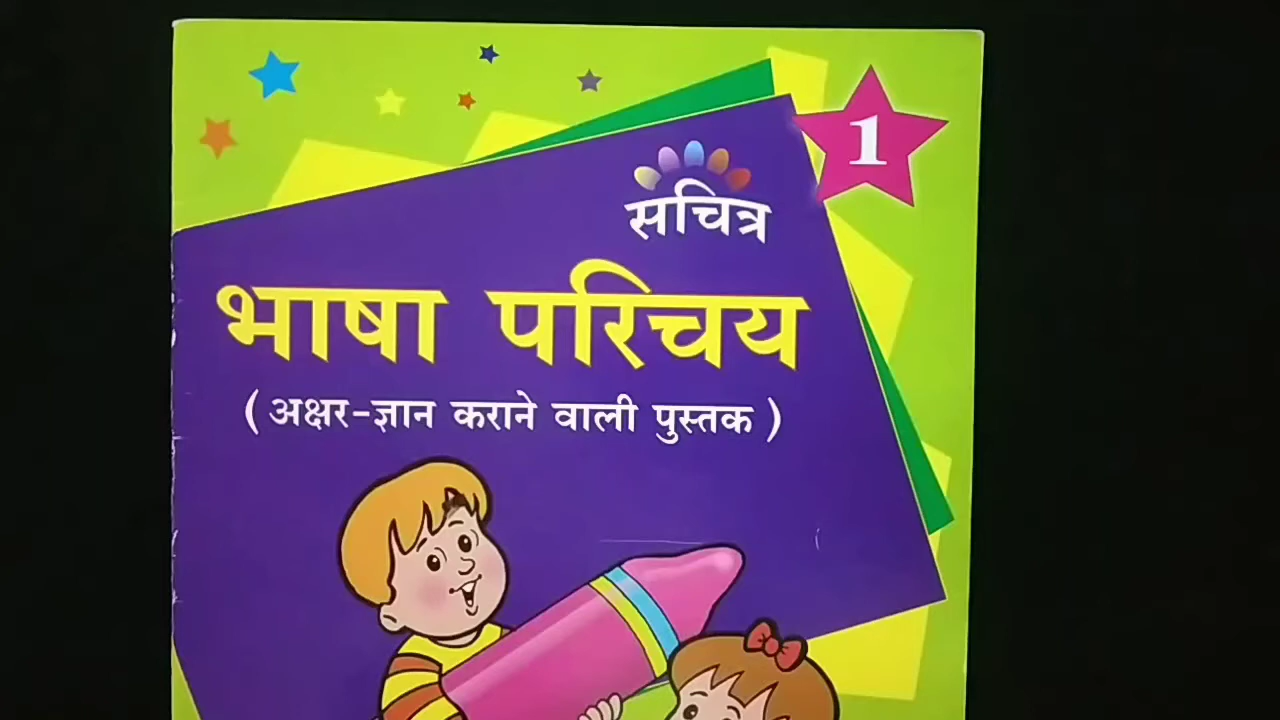 1
सचित्र
भाषा परिचय
(अक्षर-ज्ञान कराने वाली पुस्तक)